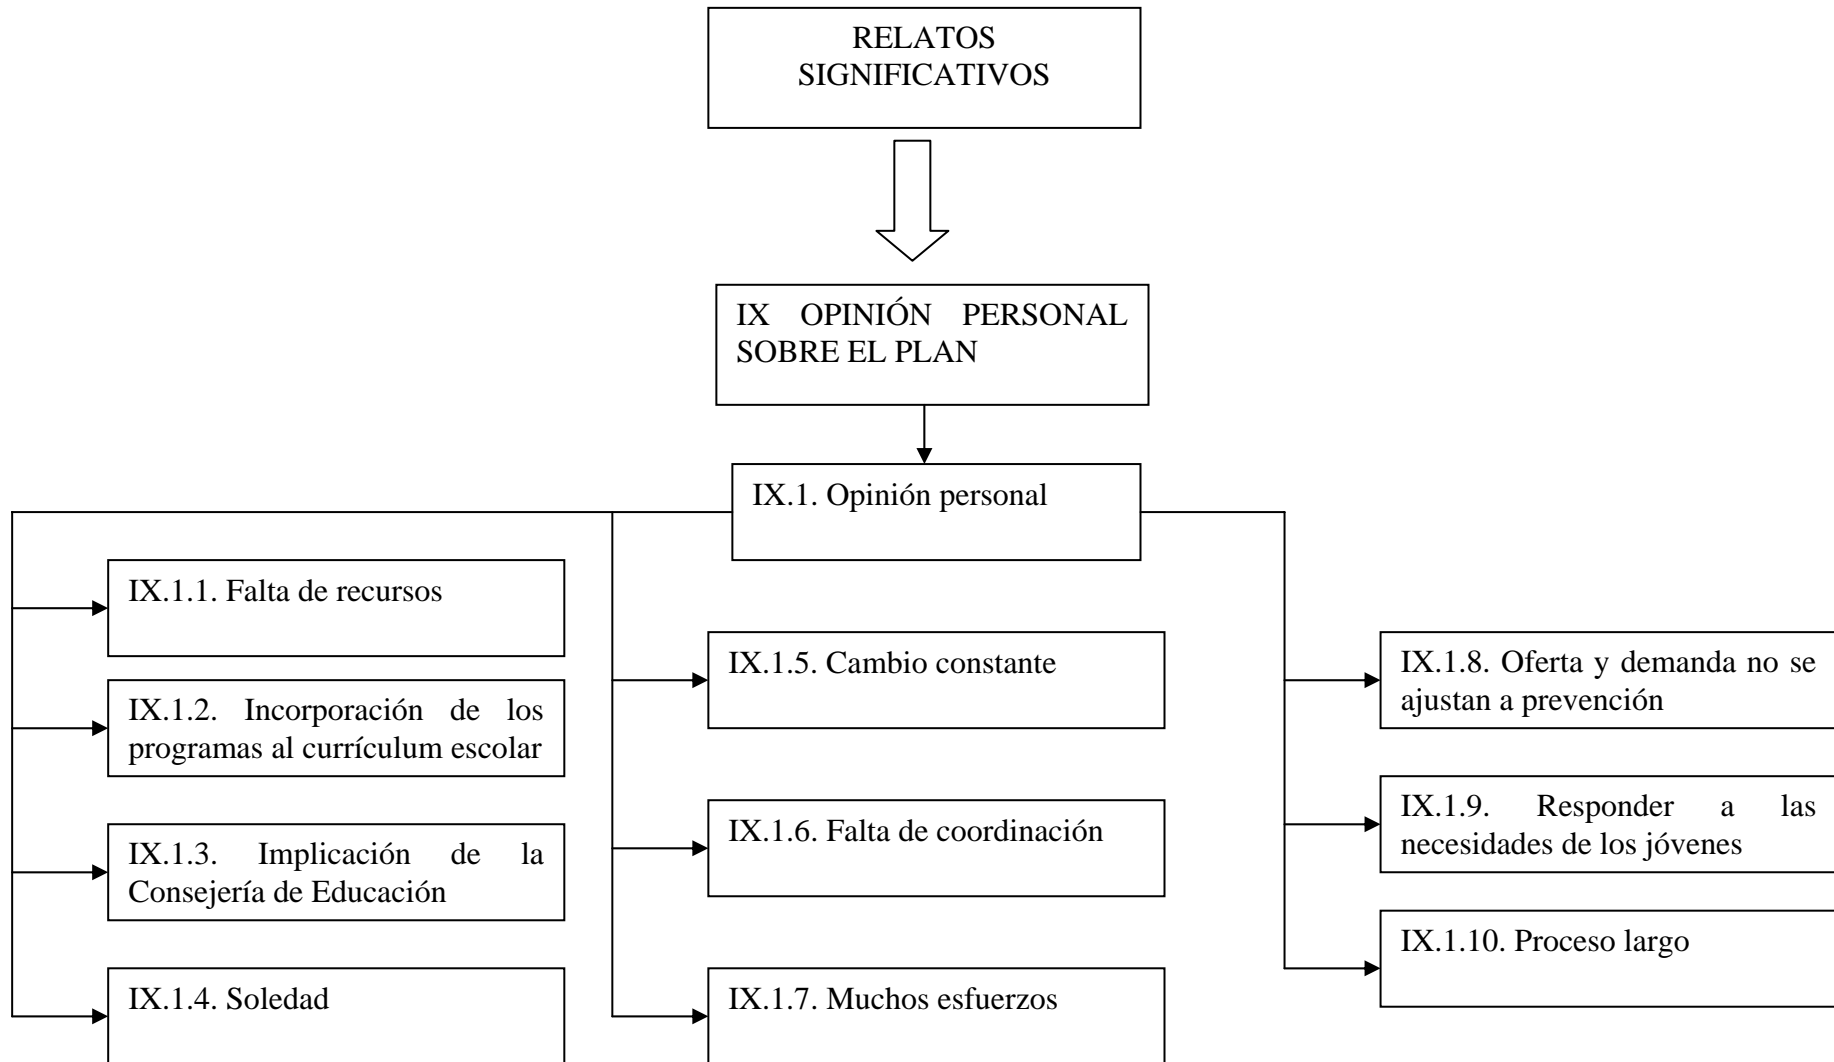 RELATOS
SIGNIFICATIVOS
IX OPINIÓN PERSONAL
SOBRE EL PLAN
IX.1. Opinión personal
IX.1.1. Falta de recursos
IX.1.2. Incorporación de los
programas al currículum escolar
IX.1.3. Implicación de la
Consejería de Educación
IX.1.4. Soledad
IX.1.5. Cambio constante
IX.1.6. Falta de coordinación
IX.1.7. Muchos esfuerzos
IX.1.8. Oferta y demanda no se
ajustan a prevención
IX.1.9. Responder a las
necesidades de los jóvenes
IX.1.10. Proceso largo